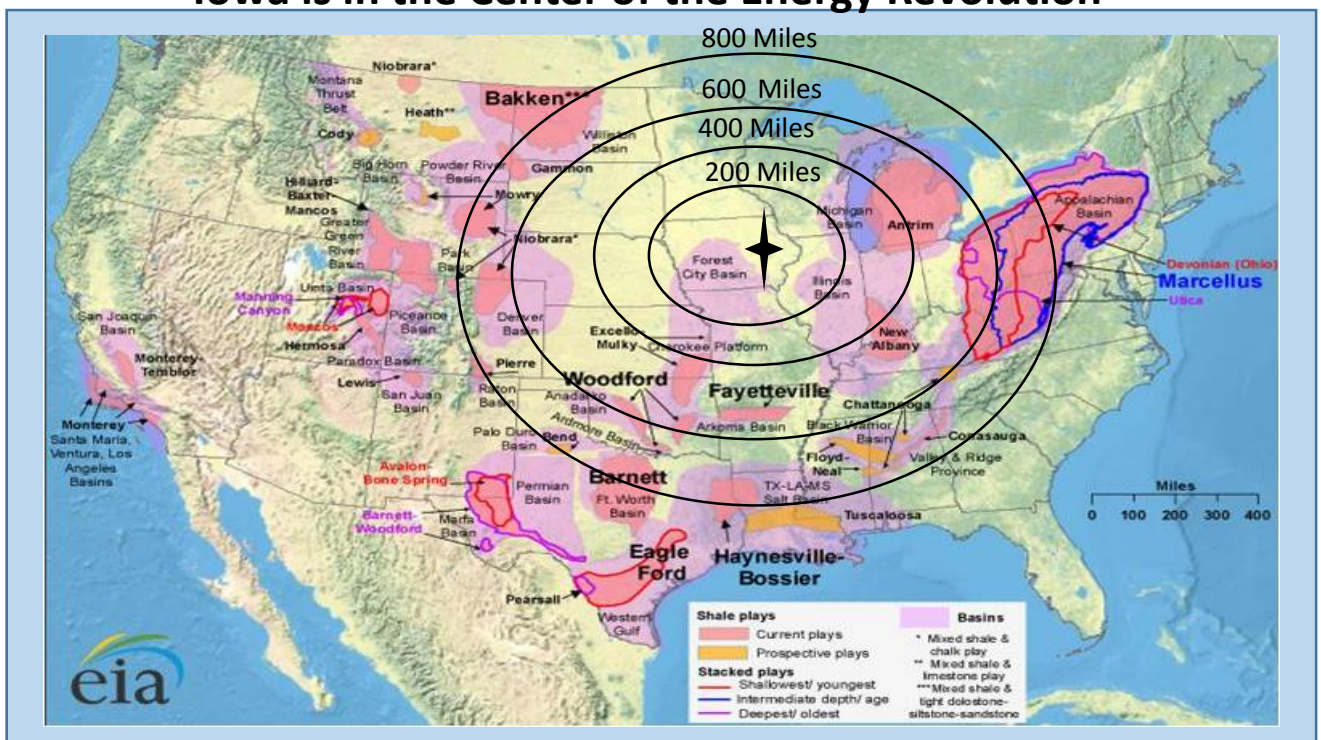 Iowa is in the Center of the Energy Revolution
800 Miles
600 Miles
400 Miles
200 Miles
Niobrara*
Montana
Thrust
Belt
Heath**
Cody
Bakken***
Williston
Basin
Big Horn
Basin
Powder River
Basin
Gammon
Hilliard-
Baxter-
Mancos
Mowry
Greater
Green
River
Basin
Park
Basin
Niobrara*
Forest
City Basin
Michigan
Basin
Antrim
Illinois
Basin
Appalachian
Basin
Devonian (Ohio)
Marcellus
Utica
Uinta Basin
Manning
Canyon
Mancos
Piceance
Basin
Denver
Basin
Hermosa
Paradox Basin
Excello-
Mulky
Cherokee Platform
New
Albany
San Joaquin
Basin
Monterey-
Temblor
Lewis
San Juan
Basin
Pierre
Raton
Basin
Woodford
Anadarko
Basin
Fayetteville
Arkoma Basin
Chattanooga
Black Warrior
Basin
Conasauga
Valley & Ridge
Province
Floyd-
Neal
Monterey
Santa Maria,
Ventura, Los
Angeles
Basins
Palo Duro
Basin
Bend
Ardmore Basin
Avalon-
Bone Spring
Permian
Basin
Barnett
Ft. Worth
Basin
TX-LA-MS
Salt Basin
Tuscaloosa
Barnett-
Woodford
Marfa
Basin
Eagle
Ford
Haynesville-
Bossier
Pearsall
Western
Gulf
Miles
0 100 200 300 400
Shale plays
Current plays
Prospective plays
Stacked plays
Shallowest/ youngest
Intermediate depth/ age
Deepest/ oldest
Basins
* Mixed shale &
chalk play
** Mixed shale &
limestone play
***Mixed shale &
tight dolostone-
siltstone-sandstone
eia